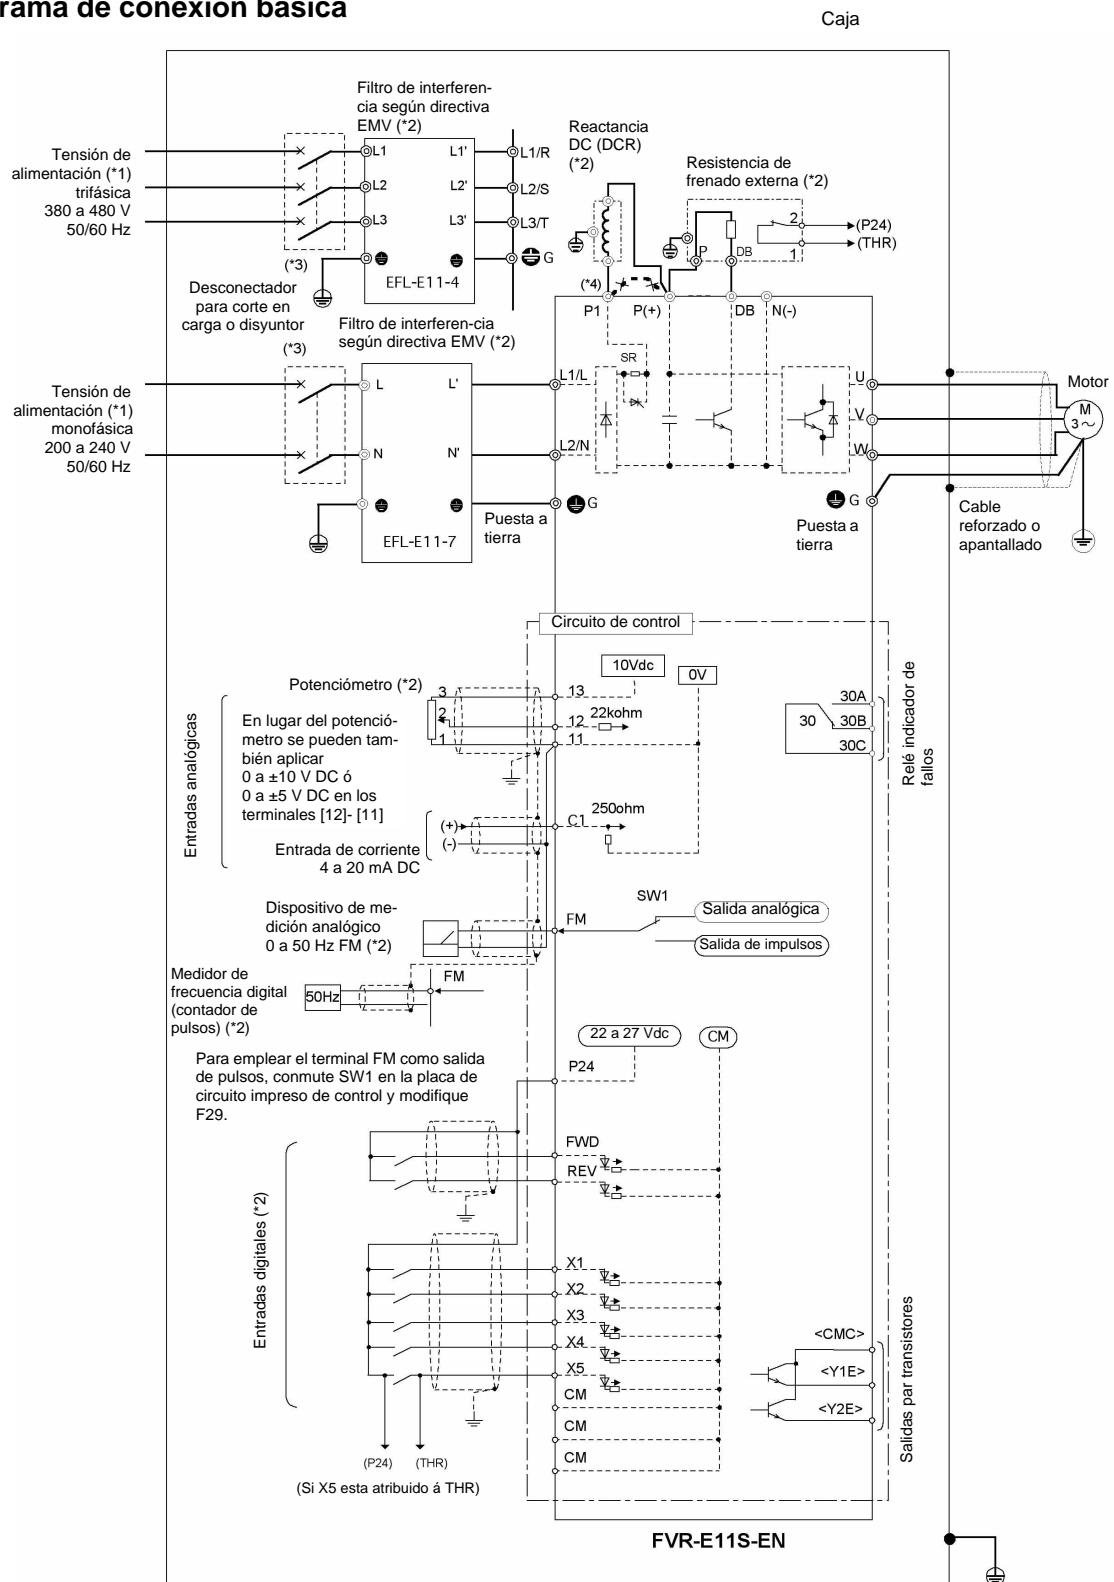 rama de conexión básica
Caja
Filtro de interferen-
cia según directiva
EMV (*2)
Reactancia
DC (DCR)
(*2)
Resistencia de
frenado externa (*2)
Tensión de
alimentación (*1)
trifásica
380 a 480 V
50/60 Hz
L1
L1'
L1/R
L2
L2'
L2/S
L3
L3'
L3/T
G
EFL-E11-4
(*3)
Desconectador
para corte en
carga o disyuntor
P
DB
2
1
(P24)
(THR)
(*4)
P1
P(+)
DB
N(-)
Filtro de interferen-cia
según directiva EMV (*2)
(*3)
Tensión de
alimentación (*1)
monofásica
200 a 240 V
50/60 Hz
L
L'
N
N'
EFL-E11-7
L1/L
L2/N
SR
U
V
W
Motor
M
3~
G
Puesta a
tierra
G
Puesta a
tierra
Cable
reforzado o
apantallado
Circuito de control
10Vdc
0V
Potenciómetro (*2)
3
2
1
13
12
22kohm
11
30A
30
30B
30C
Relé indicador de
fallos
Entradas analógicas
En lugar del potenció-
metro se pueden tam-
bién aplicar
0 a ±10 V DC ó
0 a ±5 V DC en los
terminales [12]- [11]
(+)
(-)
C1
250ohm
Entrada de corriente
4 a 20 mA DC
Dispositivo de me-
dición analógico
0 a 50 Hz FM (*2)
FM
SW1
Salida analógica
Salida de impulsos
Medidor de
frecuencia digital
(contador de
pulsos) (*2)
50Hz
FM
22 a 27 Vdc
CM
Para emplear el terminal FM como salida
de pulsos, conmute SW1 en la placa de
circuito impreso de control y modifique
F29.
P24
FWD
REV
Entradas digitales (*2)
X1
X2
X3
X4
X5
CM
CM
CM
<CMC>
<Y1E>
<Y2E>
Salidas par transistores
(P24)
(THR)
(Si X5 esta atribuido á THR)
FVR-E11S-EN